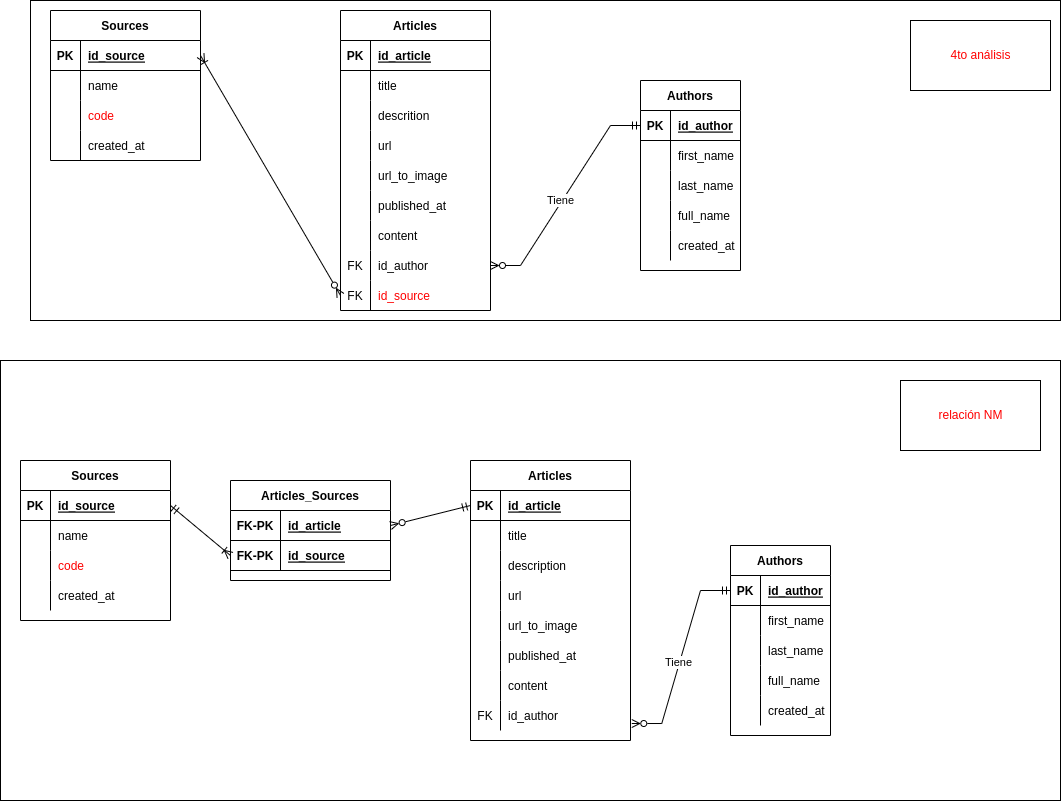 Sources
PK id_source
name
code
created_at
Articles
PK id_article
title
descrition
url
url_to_image
published_at
content
FK id_author
FK id_source
Tiene
Authors
PK id_author
first_name
last_name
full_name
created_at
4to análisis
relación NM
Sources
PK id_source
name
code
created_at
Articles_Sources
FK-PK id_article
FK-PK id_source
Articles
PK id_article
title
description
url
url_to_image
published_at
content
FK id_author
Tiene
Authors
PK id_author
first_name
last_name
full_name
created_at